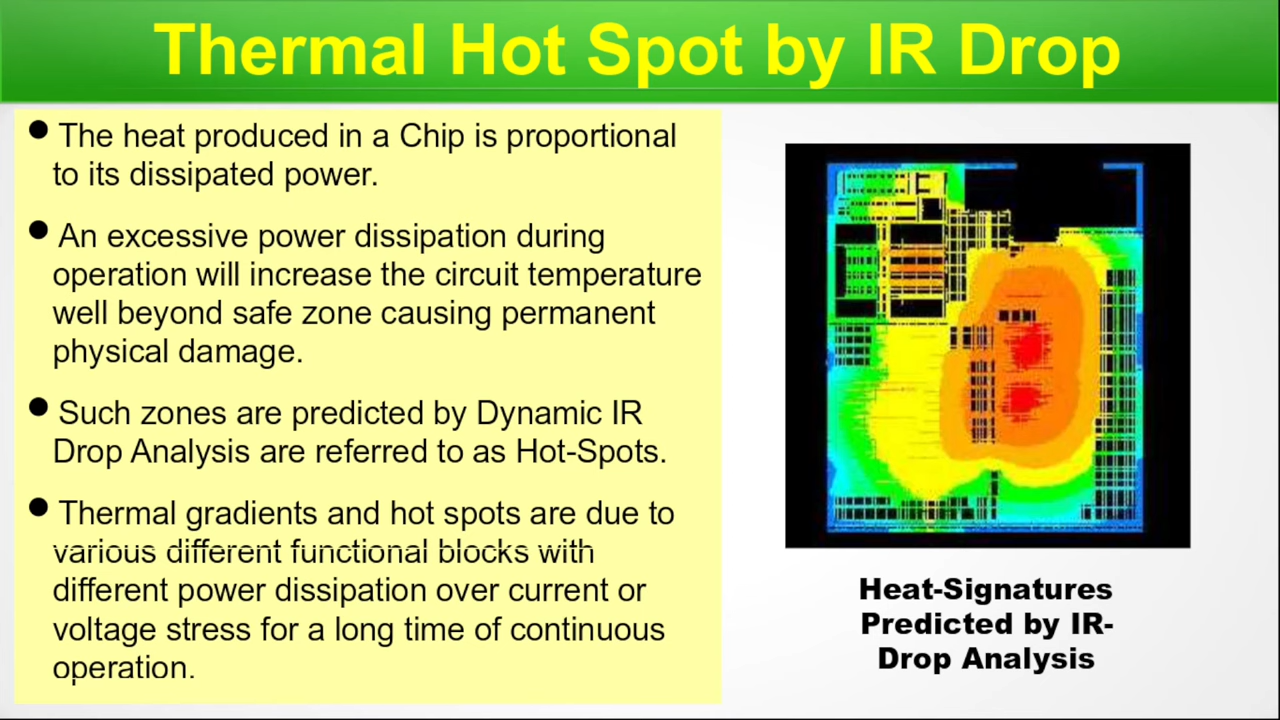 Thermal Hot Spot by IR Drop
● The heat produced in a Chip is proportional
to its dissipated power.
● An excessive power dissipation during
operation will increase the circuit temperature
well beyond safe zone causing permanent
physical damage.
● Such zones are predicted by Dynamic IR
Drop Analysis are referred to as Hot-Spots.
● Thermal gradients and hot spots are due to
various different functional blocks with
different power dissipation over current or
voltage stress for a long time of continuous
operation.
Heat-Signatures
Predicted by IR-
Drop Analysis